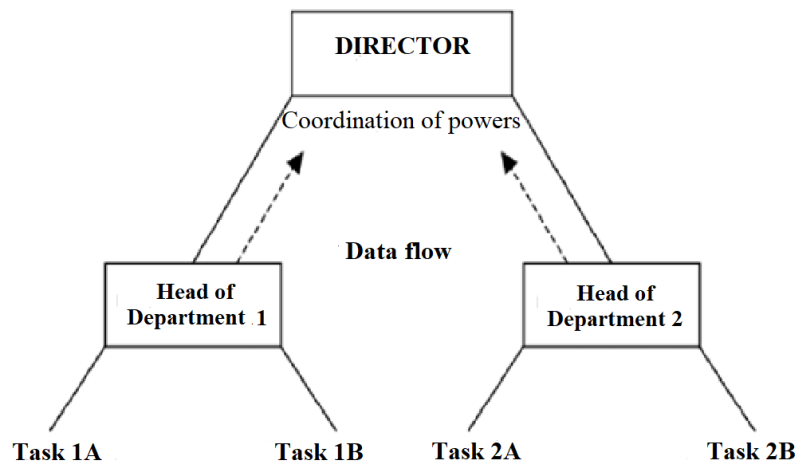 DIRECTOR
Coordination of powers
Data flow
Head of
Department 1
Head of
Department 2
Task 1A
Task 1B
Task 2A
Task 2B